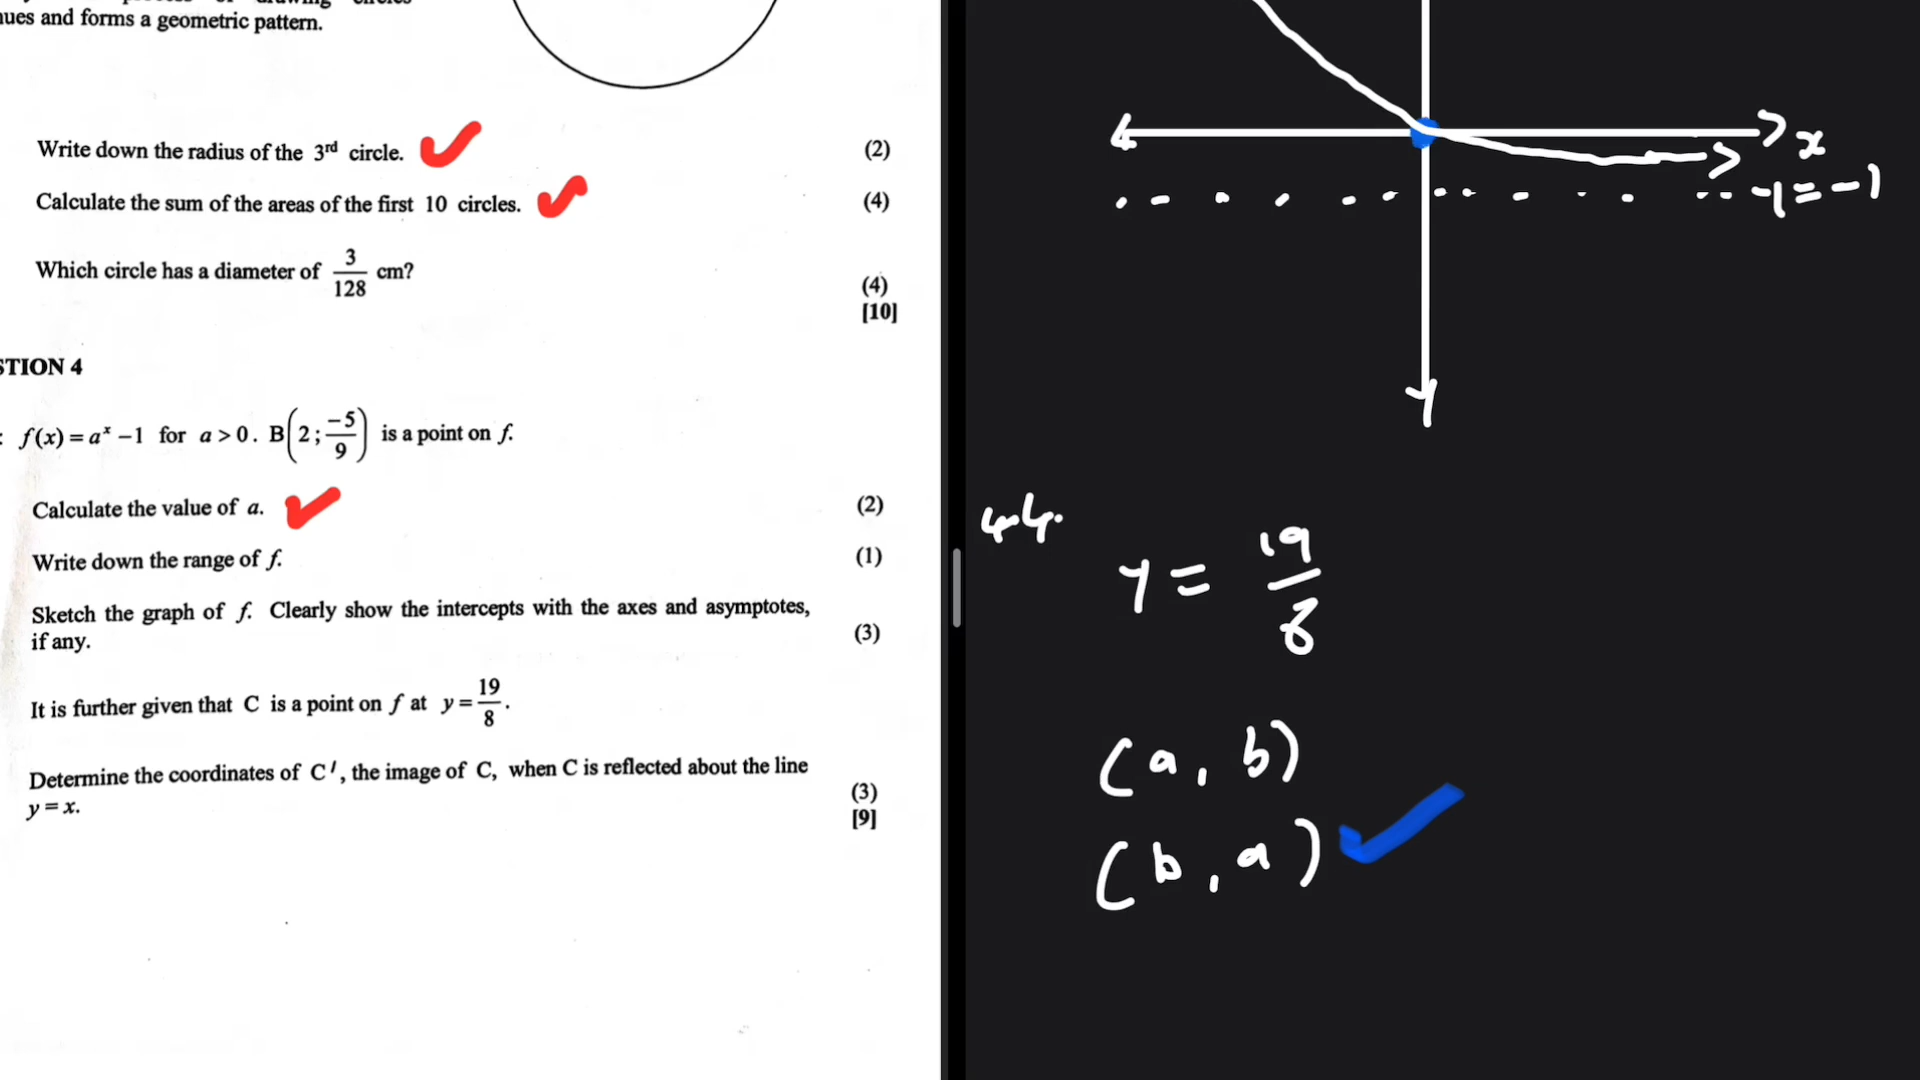 nues and forms a geometric pattern.
Write down the radius of the 3rd circle. (2)
Calculate the sum of the areas of the first 10 circles. (4)
Which circle has a diameter of 3/128 cm? (4)
[10]
STION 4
: f(x) = a^x − 1 for a > 0. B(2; −5/9) is a point on f.
Calculate the value of a. (2)
Write down the range of f. (1)
Sketch the graph of f. Clearly show the intercepts with the axes and asymptotes,
if any. (3)
It is further given that C is a point on f at y = 19/8.
Determine the coordinates of C′, the image of C, when C is reflected about the line
y = x. (3)
[9]
x
y = −1
y
4.4.
y = 19/8
(a, b)
(b, a)